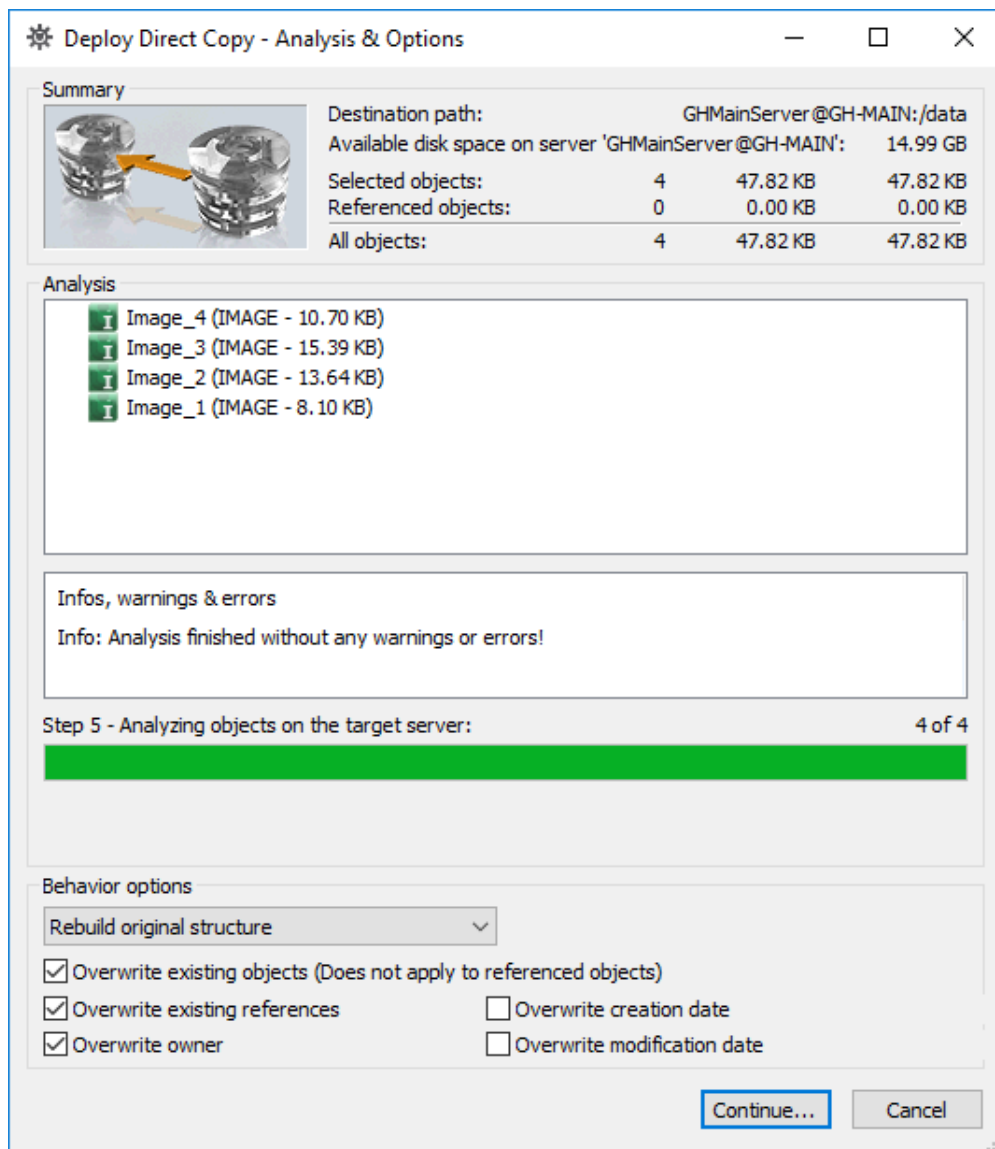 Deploy Direct Copy - Analysis & Options
Summary
Destination path: GHMainServer@GH-MAIN:/data
Available disk space on server 'GHMainServer@GH-MAIN': 14.99 GB
Selected objects: 4 47.82 KB 47.82 KB
Referenced objects: 0 0.00 KB 0.00 KB
All objects: 4 47.82 KB 47.82 KB
Analysis
I Image_4 (IMAGE - 10.70 KB)
I Image_3 (IMAGE - 15.39 KB)
I Image_2 (IMAGE - 13.64 KB)
I Image_1 (IMAGE - 8.10 KB)
Infos, warnings & errors
Info: Analysis finished without any warnings or errors!
Step 5 - Analyzing objects on the target server: 4 of 4
Behavior options
Rebuild original structure
Overwrite existing objects (Does not apply to referenced objects)
Overwrite existing references Overwrite creation date
Overwrite owner Overwrite modification date
Continue... Cancel